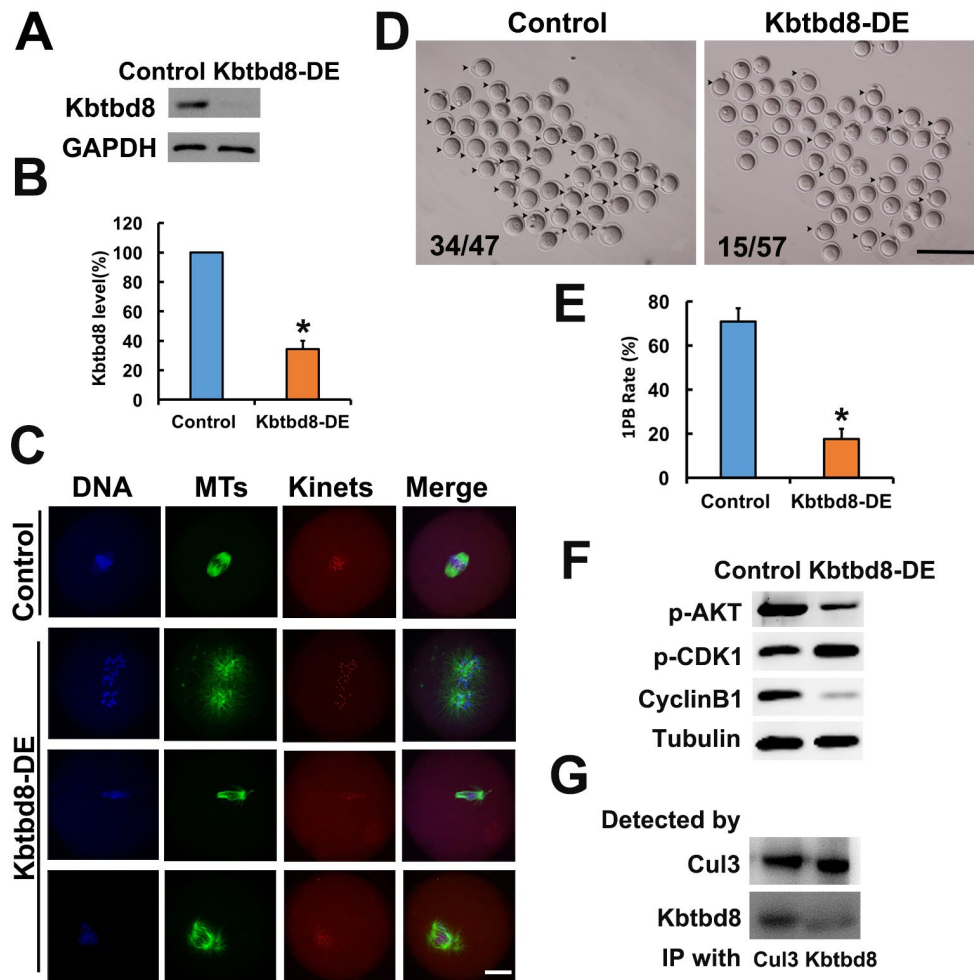 A
Control Kbtbd8-DE
Kbtbd8
GAPDH
B
Kbtbd8 level(%)
120
100
80
60
40
20
0
*
Control Kbtbd8-DE
C
DNA MTs Kinets Merge
Control
Kbtbd8-DE
D
Control Kbtbd8-DE
34/47 15/57
E
1PB Rate (%)
80
60
40
20
0
*
Control Kbtbd8-DE
F
Control Kbtbd8-DE
p-AKT
p-CDK1
CyclinB1
Tubulin
G
Detected by
Cul3
Kbtbd8
IP with Cul3 Kbtbd8